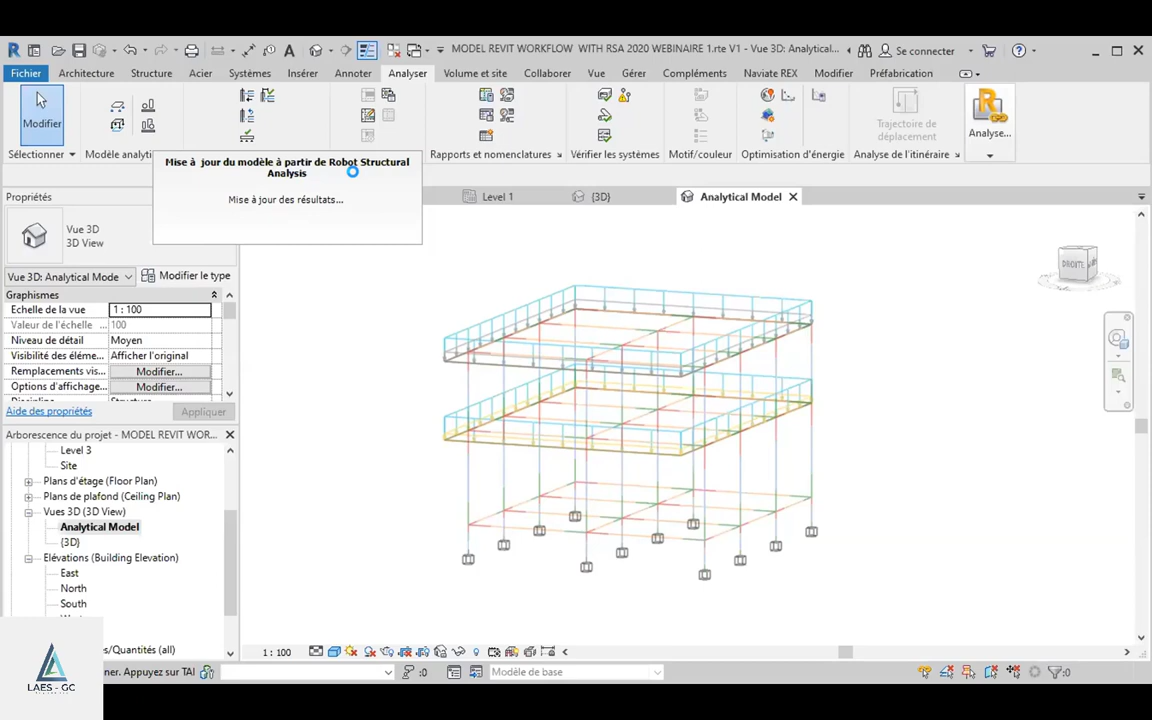 MODEL REVIT WORKFLOW WITH RSA 2020 WEBINAIRE 1.rte V1 - Vue 3D: Analytical...
Se connecter
Fichier Architecture Structure Acier Systèmes Insérer Annoter Analyser Volume et site Collaborer Vue Gérer Compléments Naviate REX Modifier Préfabrication
Modifier
Trajectoire de
déplacement
Analyse...
Sélectionner
Modèle analyti
Rapports et nomenclatures
Vérifier les systèmes
Motif/couleur
Optimisation d'énergie
Analyse de l'itinéraire
Mise à jour du modèle à partir de Robot Structural
Analysis
Mise à jour des résultats...
Propriétés
Level 1
{3D}
Analytical Model
Vue 3D
3D View
Vue 3D: Analytical Mode
Modifier le type
Graphismes
Echelle de la vue 1 : 100
Valeur de l'échelle 100
Niveau de détail Moyen
Visibilité des éléme... Afficher l'original
Remplacements vis... Modifier...
Options d'affichage... Modifier...
Aide des propriétés
Appliquer
DROITE
Arborescence du projet - MODEL REVIT WOR...
Level 3
Site
Plans d'étage (Floor Plan)
Plans de plafond (Ceiling Plan)
Vues 3D (3D View)
Analytical Model
{3D}
Elévations (Building Elevation)
East
North
South
s/Quantités (all)
1 : 100
ner. Appuyez sur TAI
:0
Modèle de base
:0
LAES - GC